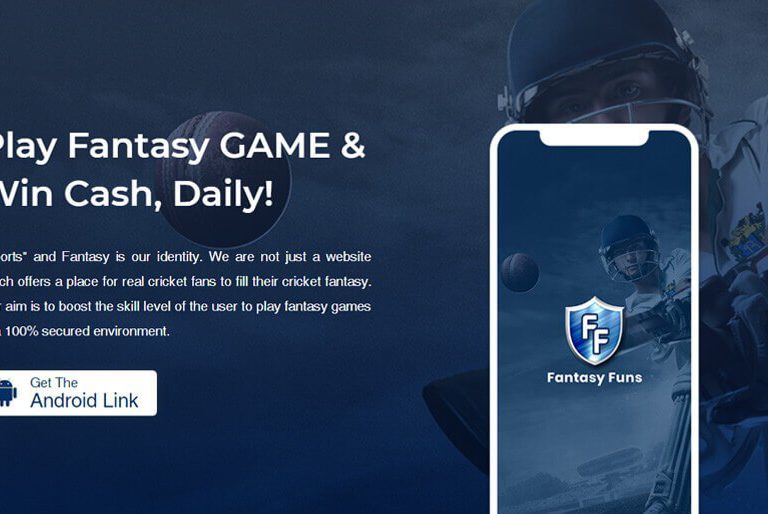 Play Fantasy GAME &
Win Cash, Daily!
orts" and Fantasy is our identity. We are not just a website
ch offers a place for real cricket fans to fill their cricket fantasy.
aim is to boost the skill level of the user to play fantasy games
100% secured environment.
Get The
Android Link
FF
Fantasy Funs